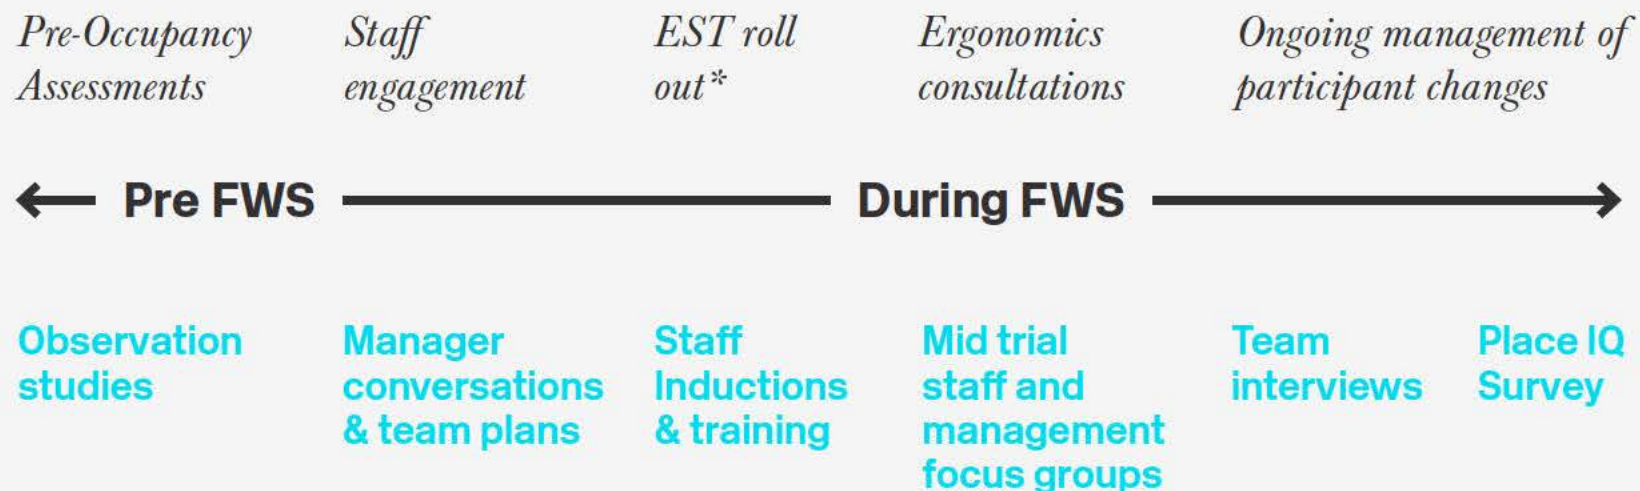 Pre-Occupancy
Assessments
Staff
engagement
EST roll
out*
Ergonomics
consultations
Ongoing management of
participant changes
Pre FWS
During FWS
Observation
studies
Manager
conversations
& team plans
Staff
Inductions
& training
Mid trial
staff and
management
focus groups
Team
interviews
Place IQ
Survey